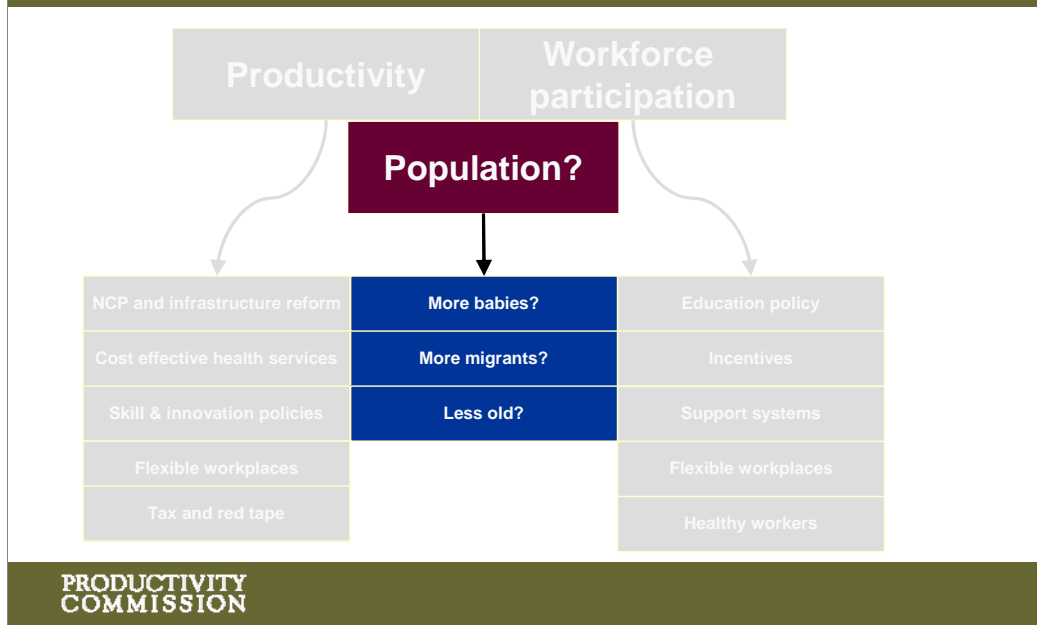 Productivity
Workforce
participation
Population?
NCP and infrastructure reform
Cost effective health services
Skill & innovation policies
Flexible workplaces
Tax and red tape
More babies?
More migrants?
Less old?
Education policy
Incentives
Support systems
Flexible workplaces
Healthy workers
PRODUCTIVITY
COMMISSION